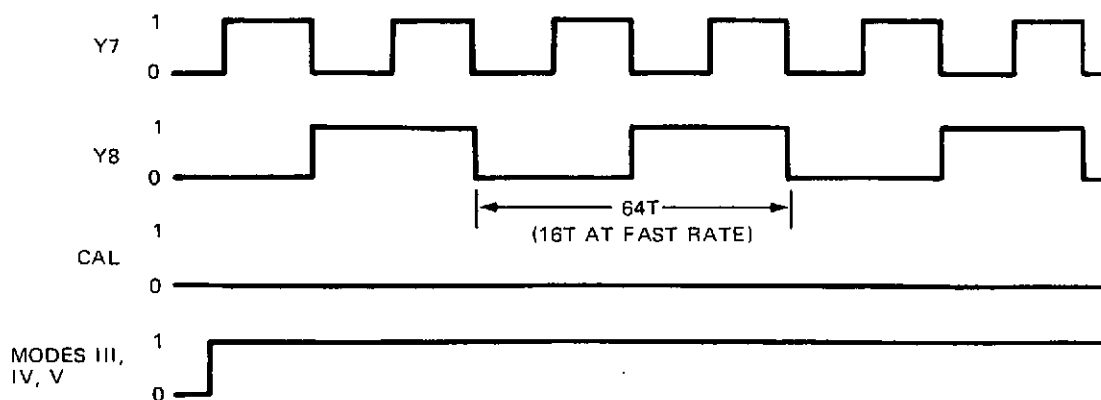 1
Y7
0
1
Y8
0
64T
(16T AT FAST RATE)
1
CAL
0
1
MODES III,
IV, V
0